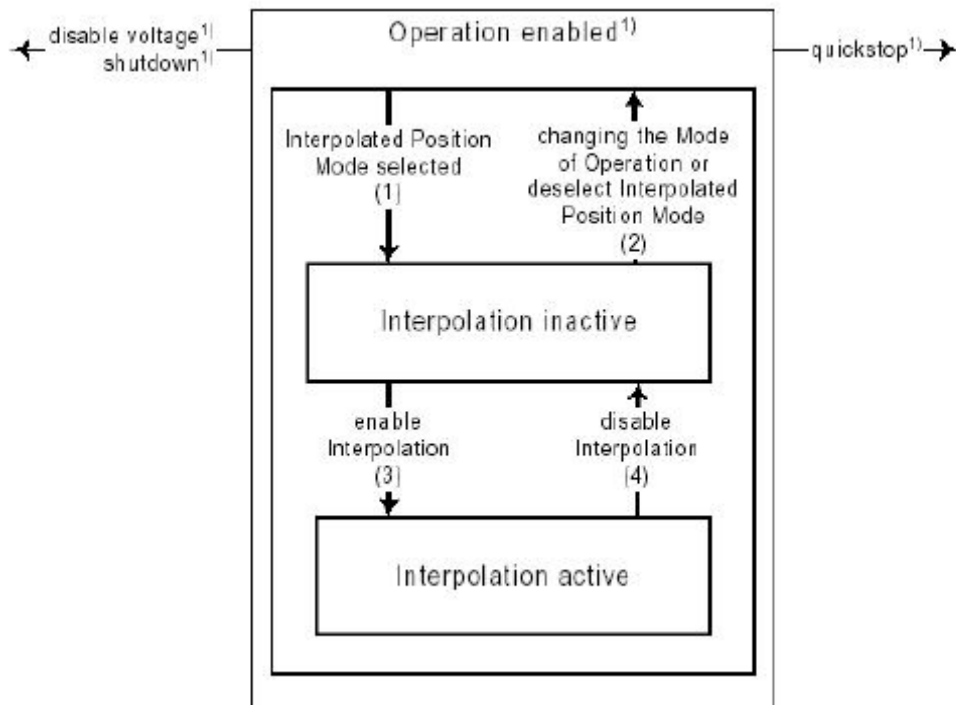 Operation enabled¹⁾
disable voltage¹⁾
shutdown¹⁾
quickstop¹⁾
Interpolated Position
Mode selected
(1)
changing the Mode
of Operation or
deselect Interpolated
Position Mode
(2)
Interpolation inactive
enable
Interpolation
(3)
disable
Interpolation
(4)
Interpolation active